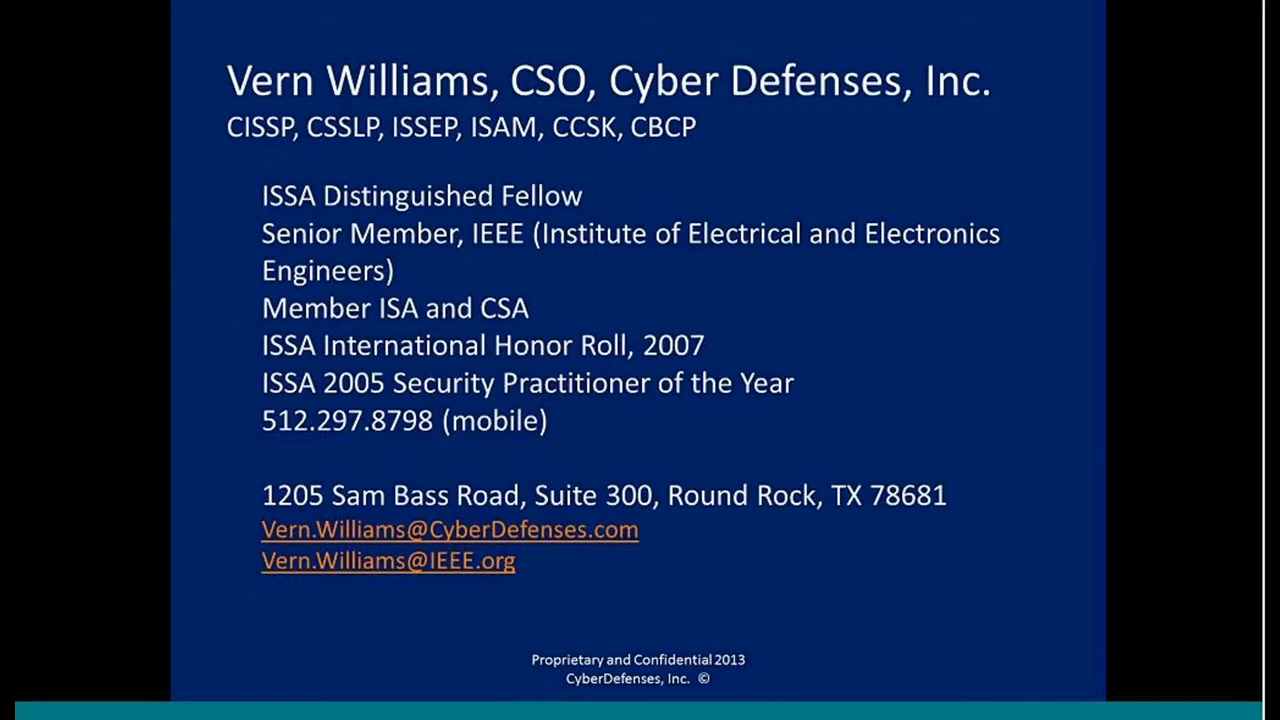 Vern Williams, CSO, Cyber Defenses, Inc.
CISSP, CSSLP, ISSEP, ISAM, CCSK, CBCP
ISSA Distinguished Fellow
Senior Member, IEEE (Institute of Electrical and Electronics
Engineers)
Member ISA and CSA
ISSA International Honor Roll, 2007
ISSA 2005 Security Practitioner of the Year
512.297.8798 (mobile)
1205 Sam Bass Road, Suite 300, Round Rock, TX 78681
Vern.Williams@CyberDefenses.com
Vern.Williams@IEEE.org
Proprietary and Confidential 2013
CyberDefenses, Inc. ©